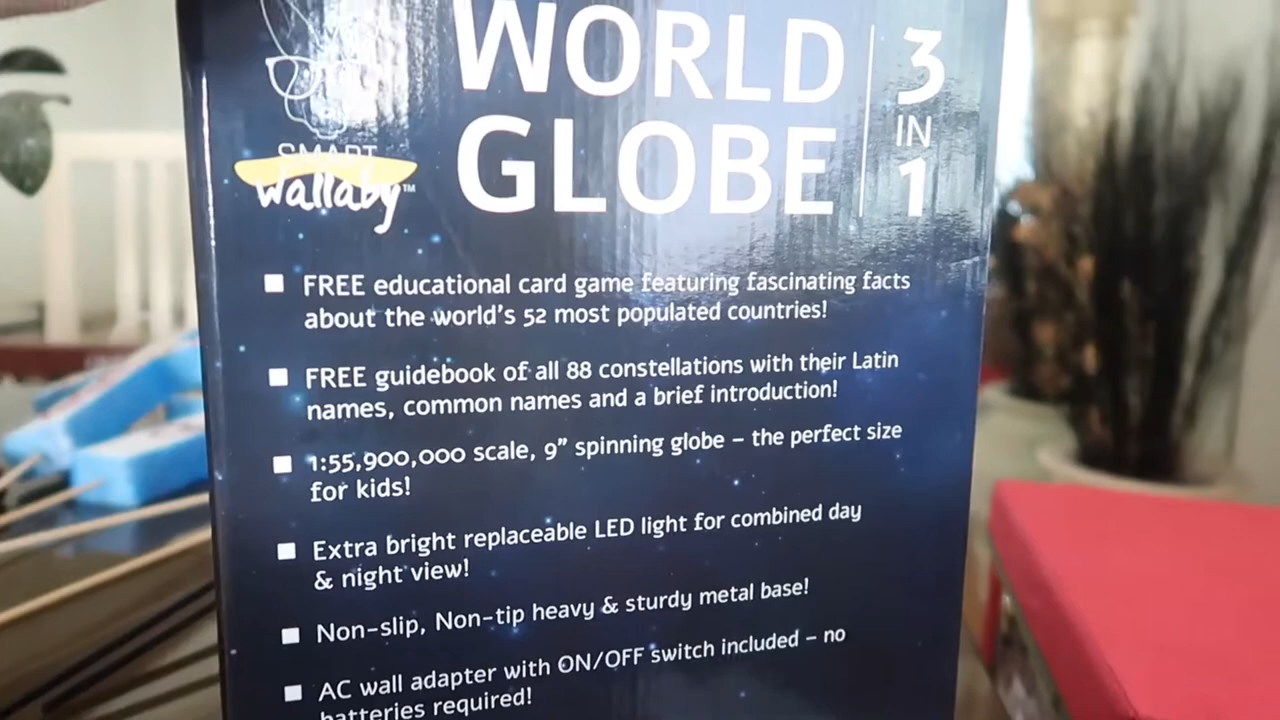 WORLD
GLOBE
3
IN
1
SMART
Wallaby™
■ FREE educational card game featuring fascinating facts
about the world's 52 most populated countries!
■ FREE guidebook of all 88 constellations with their Latin
names, common names and a brief introduction!
■ 1:55,900,000 scale, 9” spinning globe – the perfect size
for kids!
■ Extra bright replaceable LED light for combined day
& night view!
■ Non-slip, Non-tip heavy & sturdy metal base!
■ AC wall adapter with ON/OFF switch included – no
batteries required!